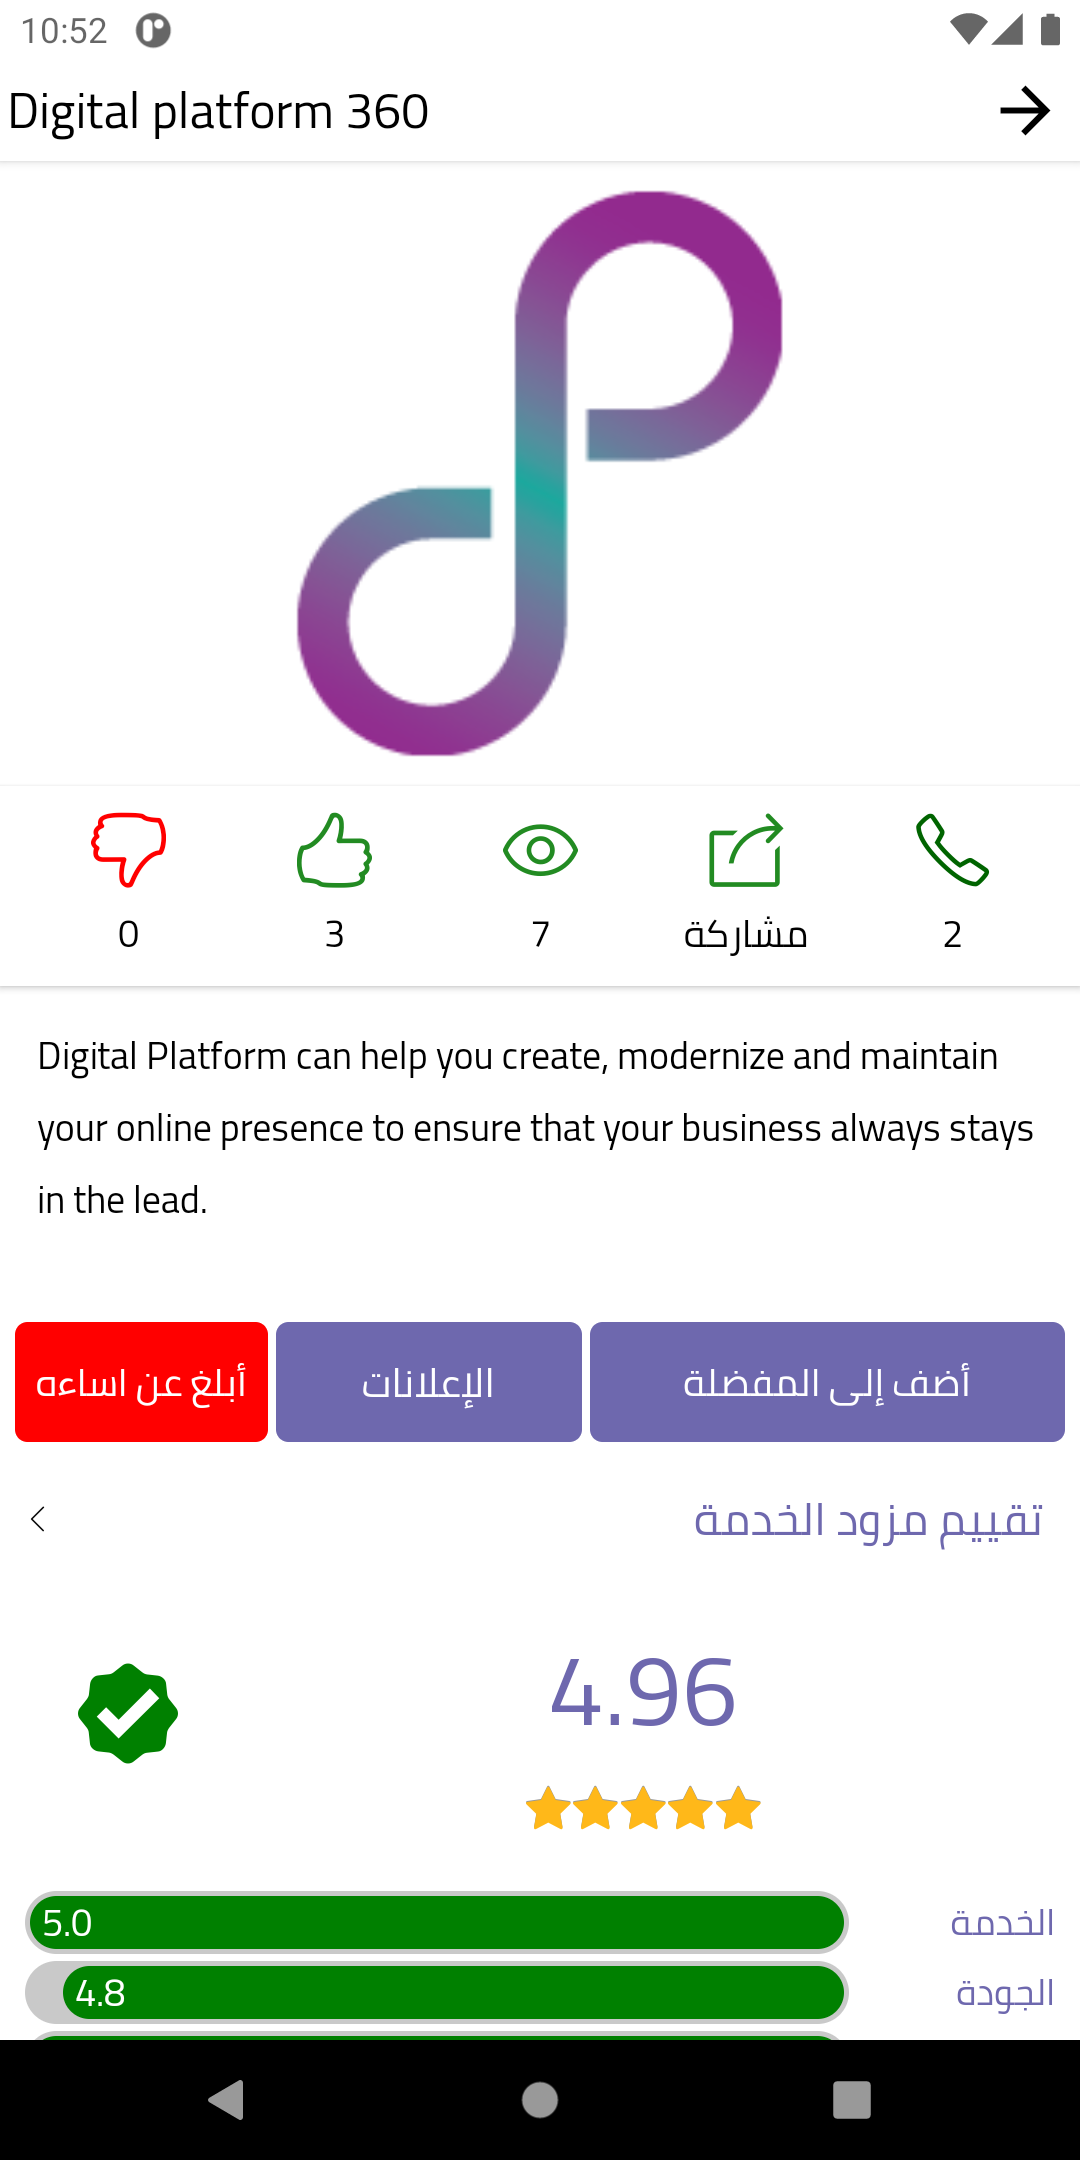 10:52
Digital platform 360
0
3
7
مشاركة
2
Digital Platform can help you create, modernize and maintain
your online presence to ensure that your business always stays
in the lead.
أضف إلى المفضلة
الإعلانات
أبلغ عن اساءه
تقييم مزود الخدمة
4.96
الخدمة 5.0
الجودة 4.8